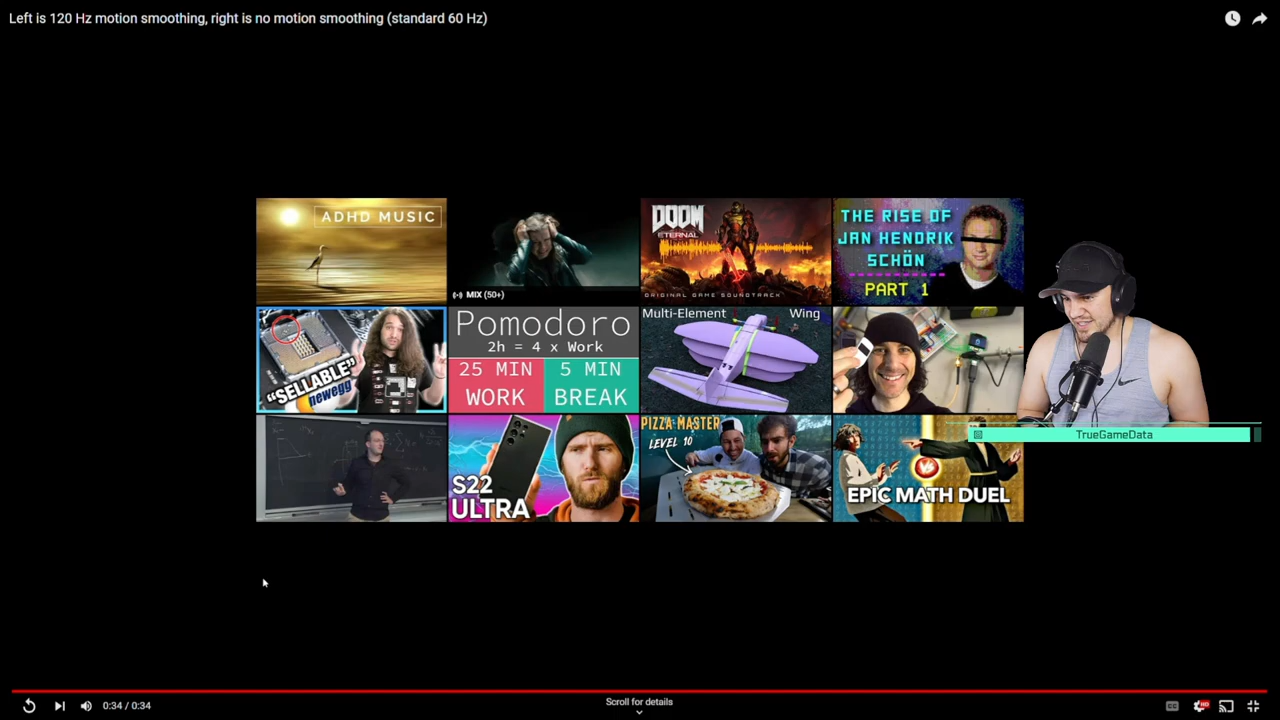 Left is 120 Hz motion smoothing, right is no motion smoothing (standard 60 Hz)
ADHD MUSIC
MIX (50+)
DOOM
ETERNAL
ORIGINAL GAME SOUNDTRACK
THE RISE OF
JAN HENDRIK
SCHÖN
PART 1
"SELLABLE"
newegg
Pomodoro
2h = 4 x Work
25 MIN
WORK
5 MIN
BREAK
Multi-Element Wing
S22
ULTRA
PIZZA MASTER
LEVEL 10
VS
EPIC MATH DUEL
TrueGameData
0:34 / 0:34
Scroll for details
CC
HD